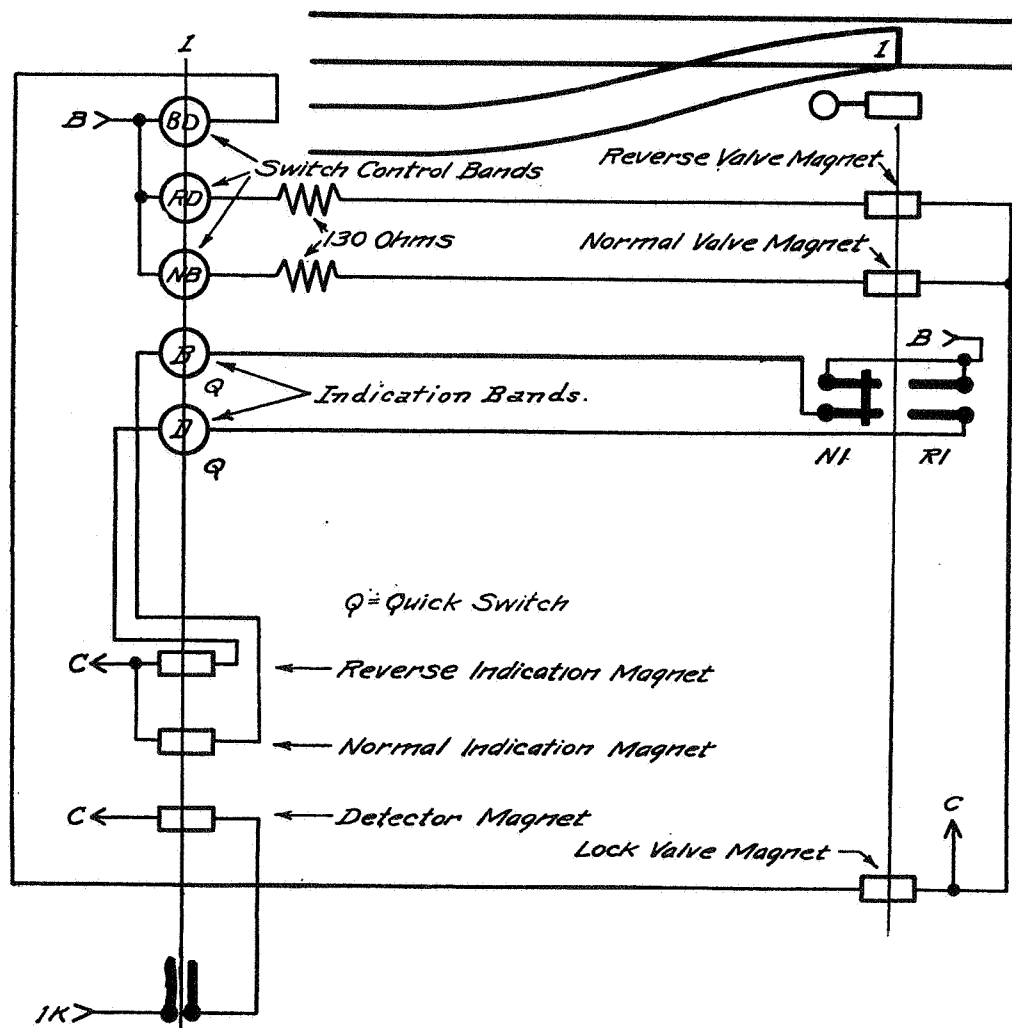 1
1
B
BD
Reverse Valve Magnet
Switch Control Bands
RD
130 Ohms
Normal Valve Magnet
NB
B
B
Q
Indication Bands.
D
Q
N1
R1
Q=Quick Switch
C
Reverse Indication Magnet
Normal Indication Magnet
C
Detector Magnet
C
Lock Valve Magnet
1K